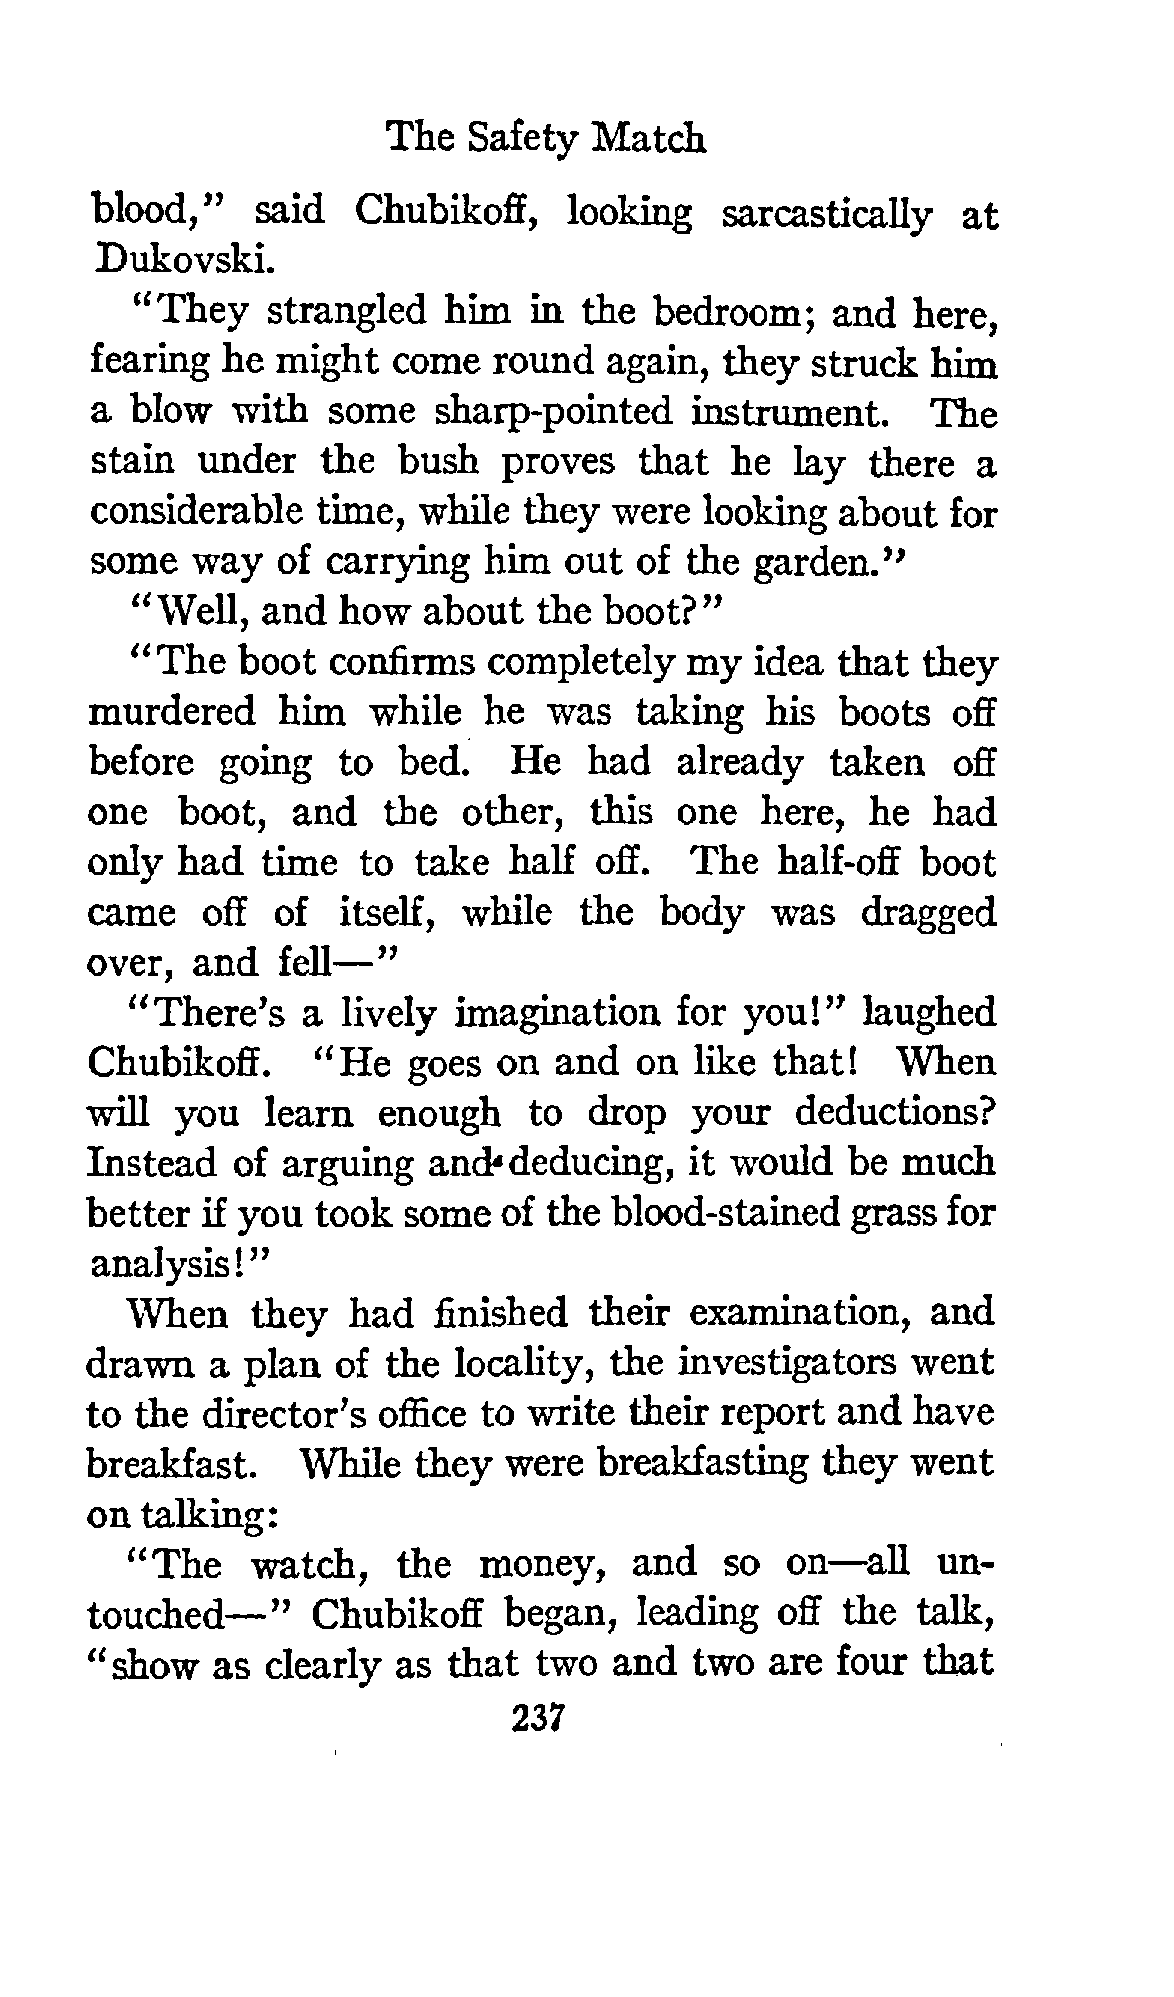 The Safety Match
blood," said Chubikoff, looking sarcastically at
Dukovski.
"They strangled him in the bedroom; and here,
fearing he might come round again, they struck him
a blow with some sharp-pointed instrument. The
stain under the bush proves that he lay there a
considerable time, while they were looking about for
some way of carrying him out of the garden."
"Well, and how about the boot?"
"The boot confirms completely my idea that they
murdered him while he was taking his boots off
before going to bed. He had already taken off
one boot, and the other, this one here, he had
only had time to take half off. The half-off boot
came off of itself, while the body was dragged
over, and fell—"
"There's a lively imagination for you!" laughed
Chubikoff. "He goes on and on like that! When
will you learn enough to drop your deductions?
Instead of arguing and deducing, it would be much
better if you took some of the blood-stained grass for
analysis!"
When they had finished their examination, and
drawn a plan of the locality, the investigators went
to the director's office to write their report and have
breakfast. While they were breakfasting they went
on talking:
"The watch, the money, and so on—all un-
touched—" Chubikoff began, leading off the talk,
"show as clearly as that two and two are four that
237